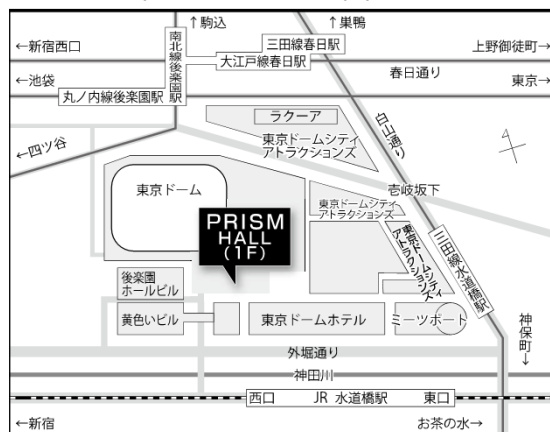 ↑駒込
↑巣鴨
←新宿西口
南北線後楽園駅
三田線春日駅
上野御徒町→
大江戸線春日駅
春日通り
←池袋
東京→
丸ノ内線後楽園駅
白山通り
ラクーア
東京ドームシティ
アトラクションズ
←四ツ谷
4
壱岐坂下
東京ドーム
東京ドームシティ
アトラクションズ
東京ドームシティ
アトラクションズ
PRISM
HALL
(1F)
三田線水道橋駅
後楽園
ホールビル
黄色いビル
東京ドームホテル
ミーツポート
神保町→
外堀通り
神田川
西口 JR 水道橋駅 東口
←新宿
お茶の水→